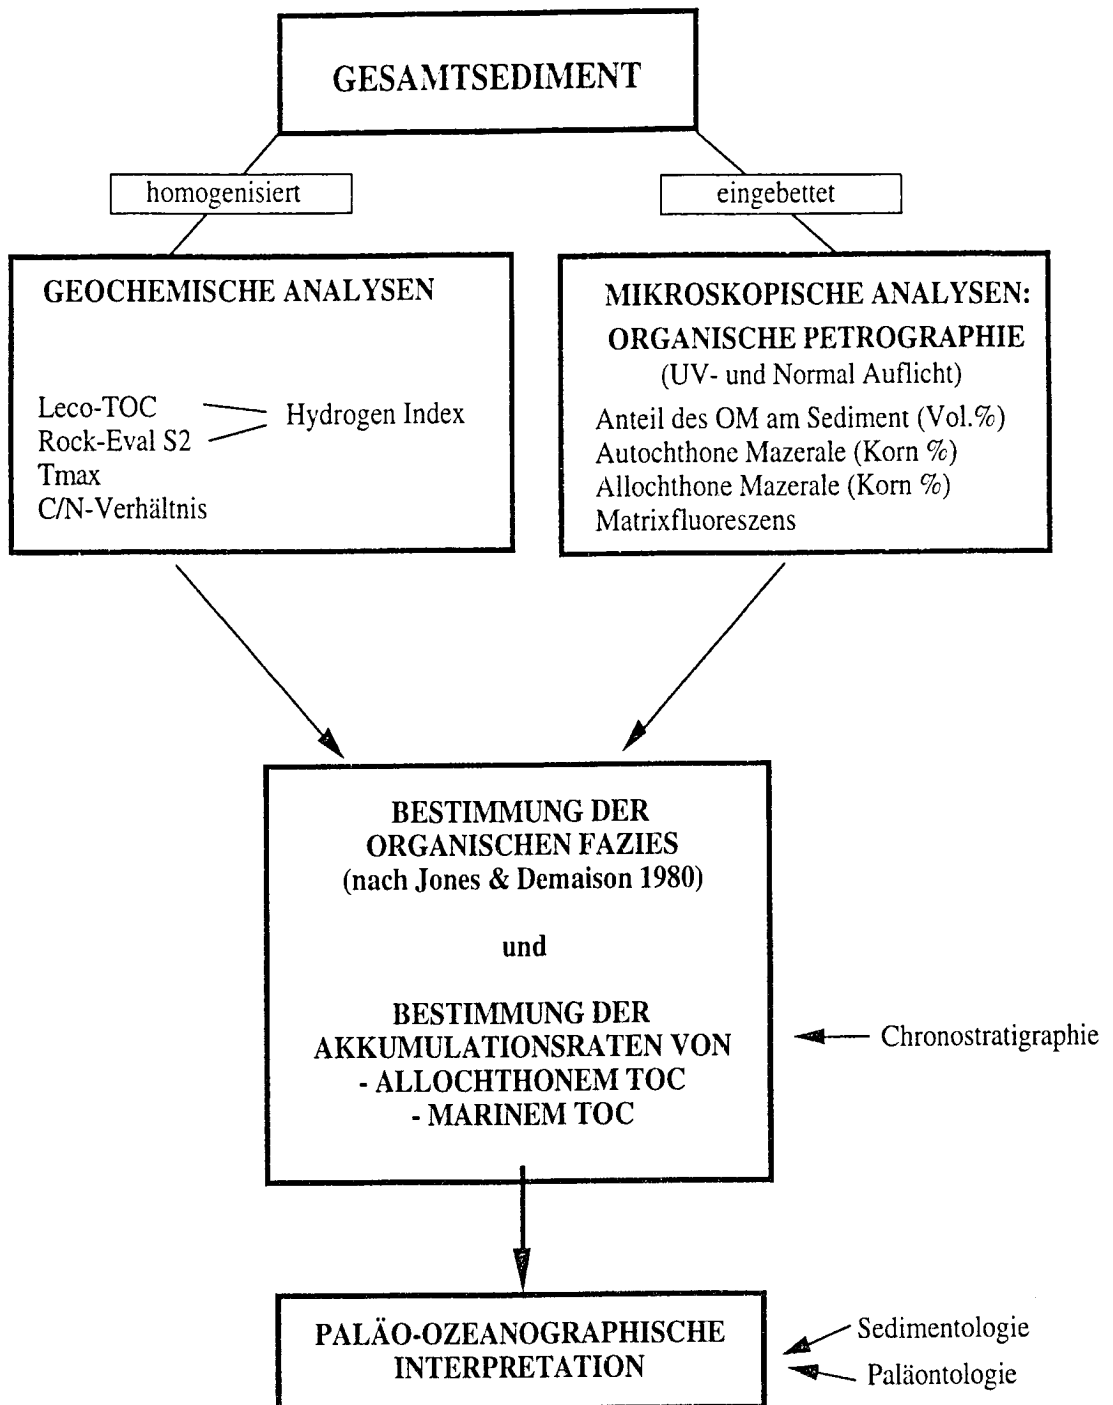 GESAMTSEDIMENT
homogenisiert
eingebettet
GEOCHEMISCHE ANALYSEN
Leco-TOC
Rock-Eval S2
Hydrogen Index
Tmax
C/N-Verhältnis
MIKROSKOPISCHE ANALYSEN:
ORGANISCHE PETROGRAPHIE
(UV- und Normal Auflicht)
Anteil des OM am Sediment (Vol.%)
Autochthone Mazerale (Korn %)
Allochthone Mazerale (Korn %)
Matrixfluoreszens
BESTIMMUNG DER
ORGANISCHEN FAZIES
(nach Jones & Demaison 1980)
und
BESTIMMUNG DER
AKKUMULATIONSRATEN VON
- ALLOCHTHONEM TOC
- MARINEM TOC
Chronostratigraphie
PALÄO-OZEANOGRAPHISCHE
INTERPRETATION
Sedimentologie
Paläontologie